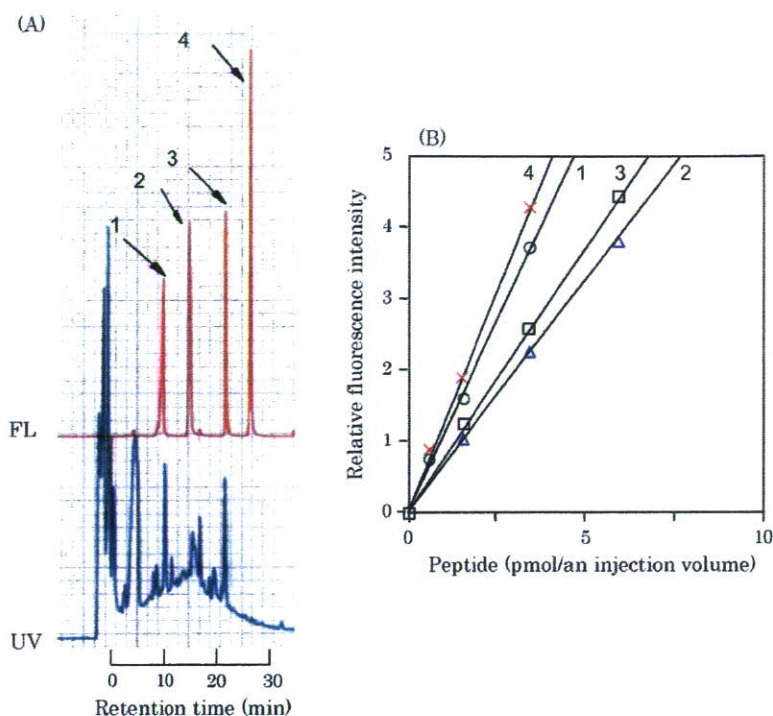 (A)
4
3
2
1
FL
UV
0 10 20 30
Retention time (min)
(B)
5
4
3
2
1
0
4 1 3 2
Relative fluorescence intensity
0 5 10
Peptide (pmol/an injection volume)